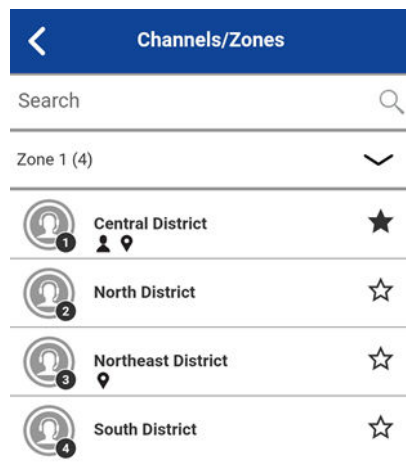 Channels/Zones
Search
Zone 1 (4)
1
Central District
2
North District
3
Northeast District
4
South District